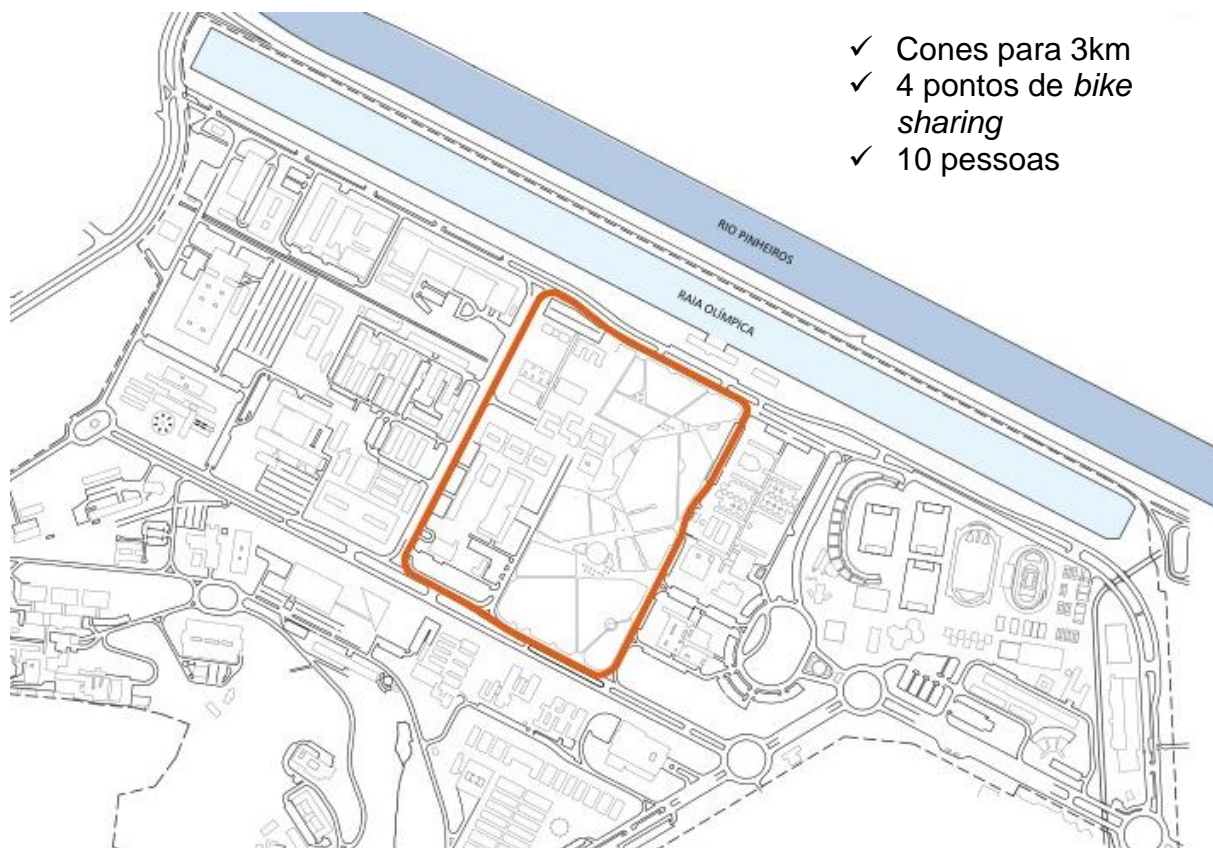 ✓ Cones para 3km
✓ 4 pontos de bike
sharing
✓ 10 pessoas
RIO PINHEIROS
RAIA OLÍMPICA